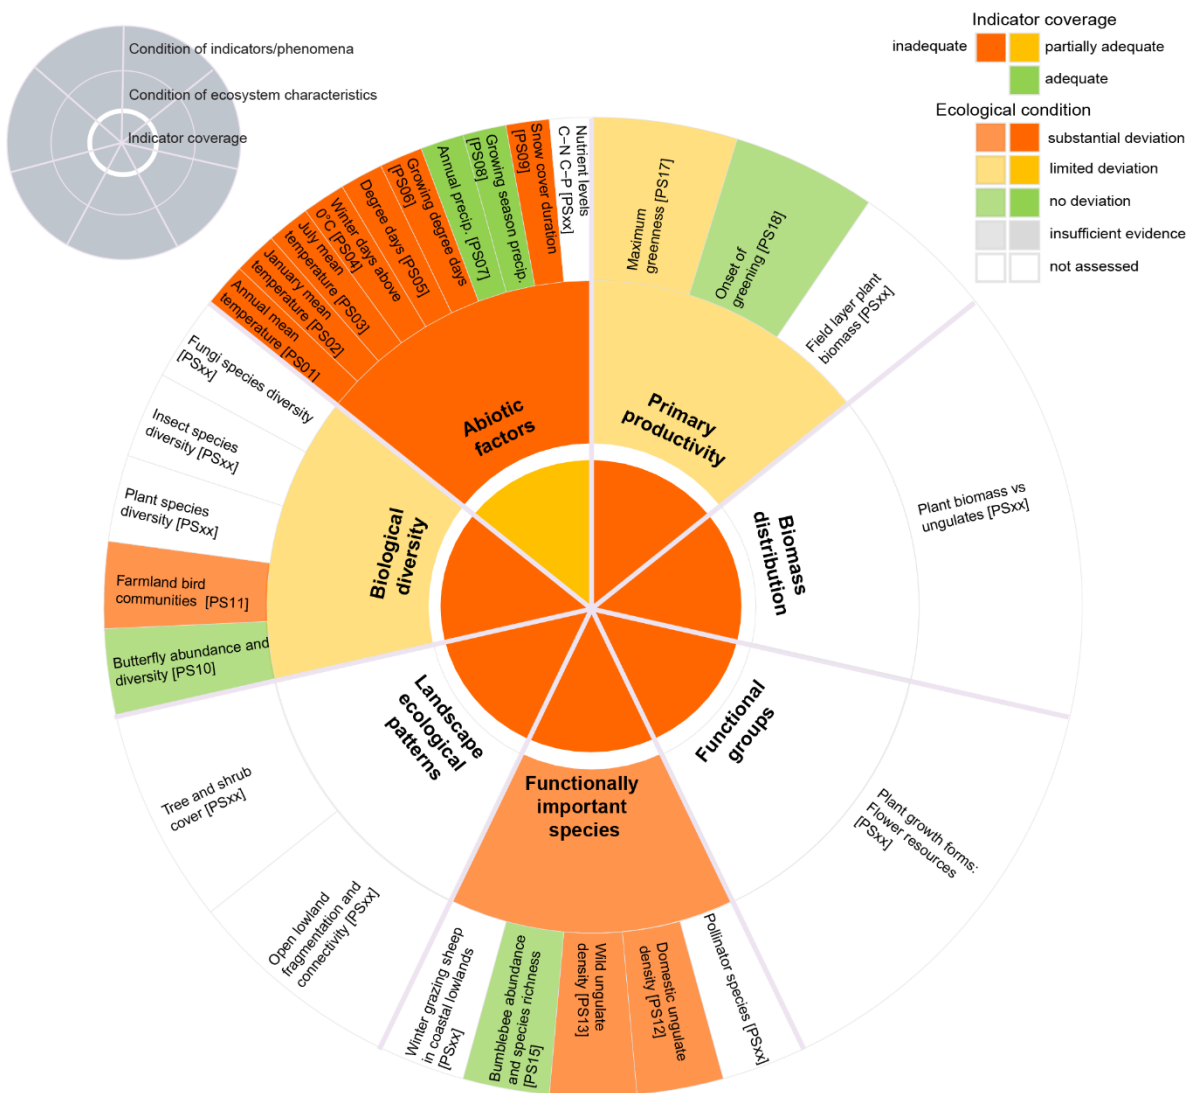 Condition of indicators/phenomena
Condition of ecosystem characteristics
Indicator coverage
Indicator coverage
inadequate
partially adequate
adequate
Ecological condition
substantial deviation
limited deviation
no deviation
insufficient evidence
not assessed
Annual mean
temperature [PS01]
January mean
temperature [PS02]
July mean
temperature [PS03]
Winter days above
0°C [PS04]
Degree days [PS05]
Growing degree days
[PS06]
Annual precip. [PS07]
Growing season precip.
[PS08]
Snow cover duration
[PS09]
Nutrient levels
C–N C–P [PSxx]
Maximum
greenness [PS17]
Onset of
greening [PS18]
Field layer plant
biomass [PSxx]
Plant biomass vs
ungulates [PSxx]
Plant growth forms:
Flower resources
[PSxx]
Pollinator species [PSxx]
Domestic ungulate
density [PS12]
Wild ungulate
density [PS13]
Bumblebee abundance
and species richness
[PS15]
Winter grazing sheep
in coastal lowlands
[PSxx]
Open lowland
fragmentation and
connectivity [PSxx]
Tree and shrub
cover [PSxx]
Butterfly abundance and
diversity [PS10]
Farmland bird
communities [PS11]
Plant species
diversity [PSxx]
Insect species
diversity [PSxx]
Fungi species diversity
[PSxx]
Abiotic
factors
Primary
productivity
Biomass
distribution
Functional
groups
Functionally
important
species
Landscape
ecological
patterns
Biological
diversity